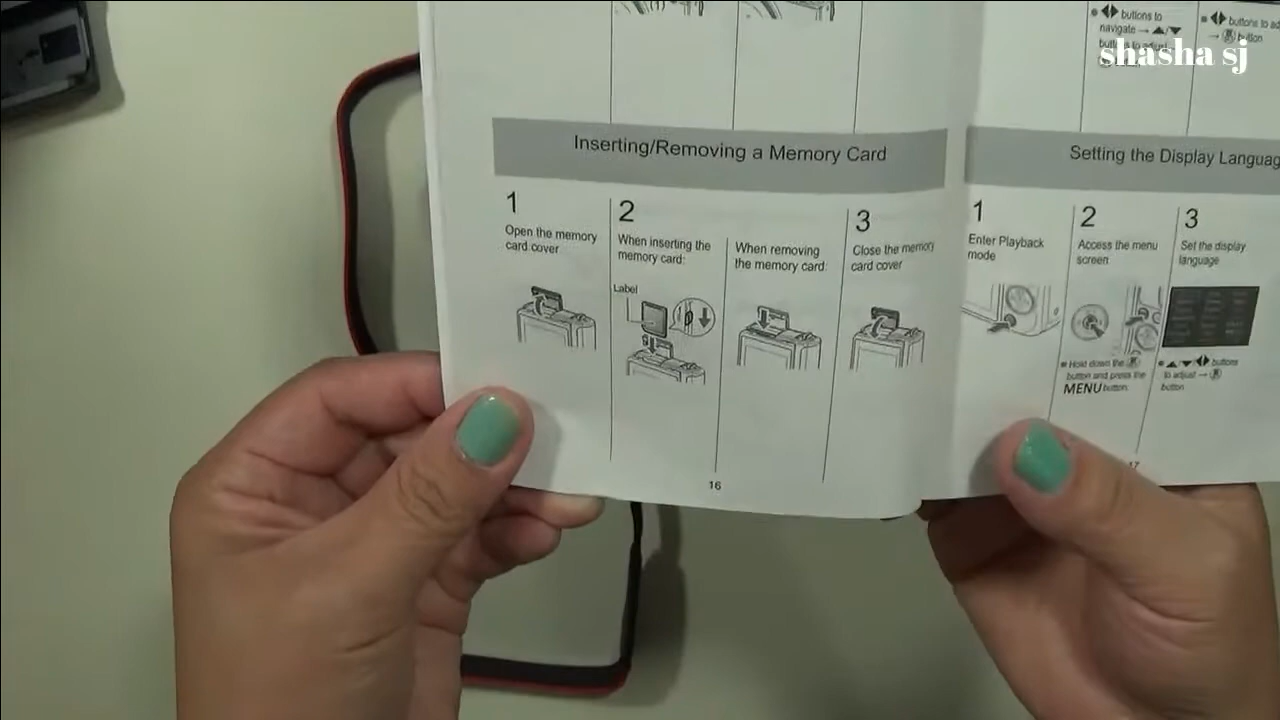 shasha sj
buttons to
navigate →
buttons to ad
→ button
Inserting/Removing a Memory Card
1
Open the memory
card cover
2
When inserting the
memory card:
Label
When removing
the memory card:
3
Close the memory
card cover
16
Setting the Display Languag
1
Enter Playback
mode
2
Access the menu
screen
■ Hold down the
button and press the
MENU button.
3
Set the display
language
▲/▼/◀▶ buttons
to adjust →
button
17